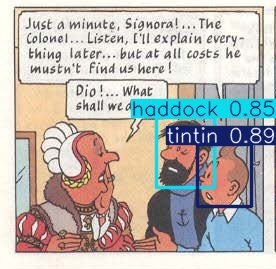 Just a minute, Signora!... The
Colonel... Listen, I'll explain every-
thing later... but at all costs he
mustn't find us here!
Dio!... What
shall we
haddock 0.85
tintin 0.89